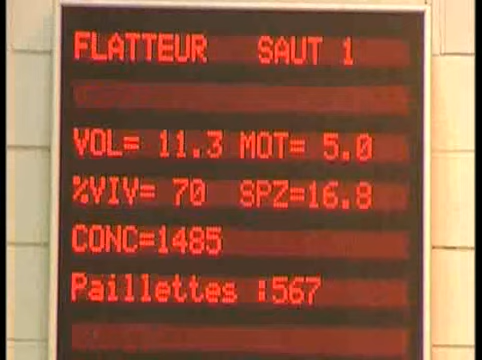 FLATTEUR SAUT 1
VOL= 11.3 MOT= 5.0
%VIV= 70 SPZ=16.8
CONC=1485
Paillettes :567